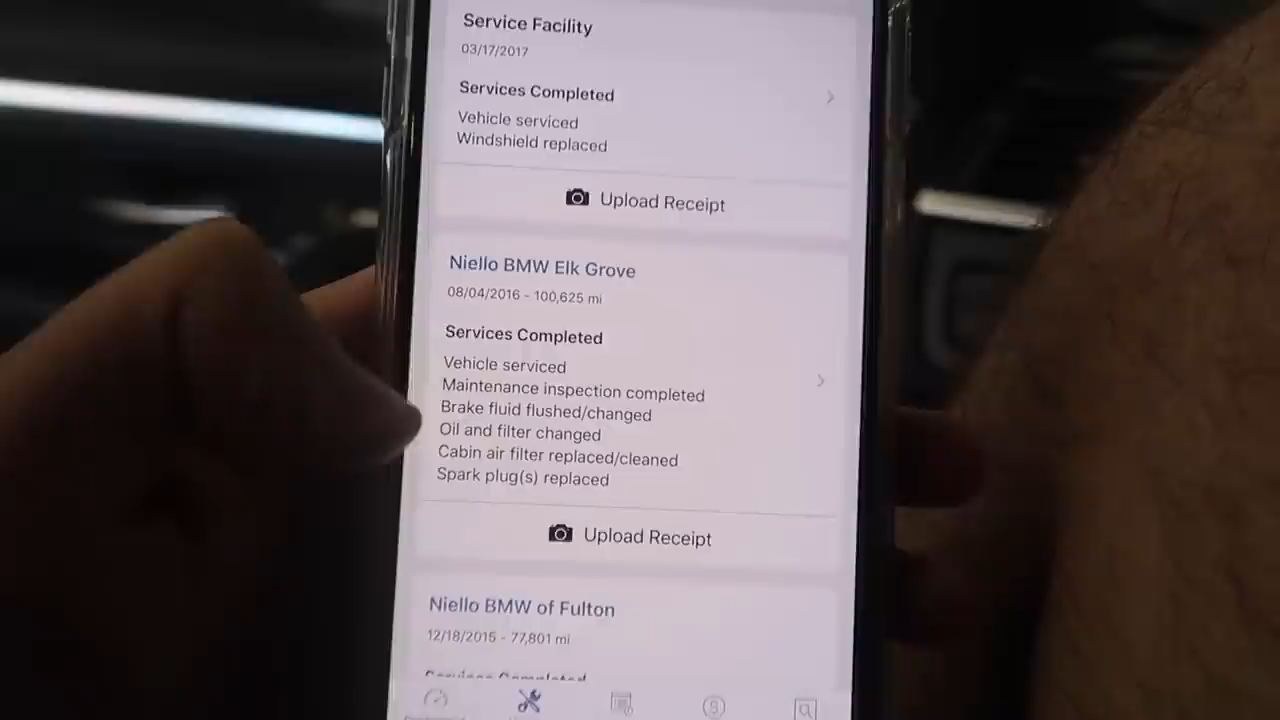 Service Facility
03/17/2017
Services Completed
Vehicle serviced
Windshield replaced
Upload Receipt
Niello BMW Elk Grove
08/04/2016 - 100,625 mi
Services Completed
Vehicle serviced
Maintenance inspection completed
Brake fluid flushed/changed
Oil and filter changed
Cabin air filter replaced/cleaned
Spark plug(s) replaced
Upload Receipt
Niello BMW of Fulton
12/18/2015 - 77,801 mi
Services Completed